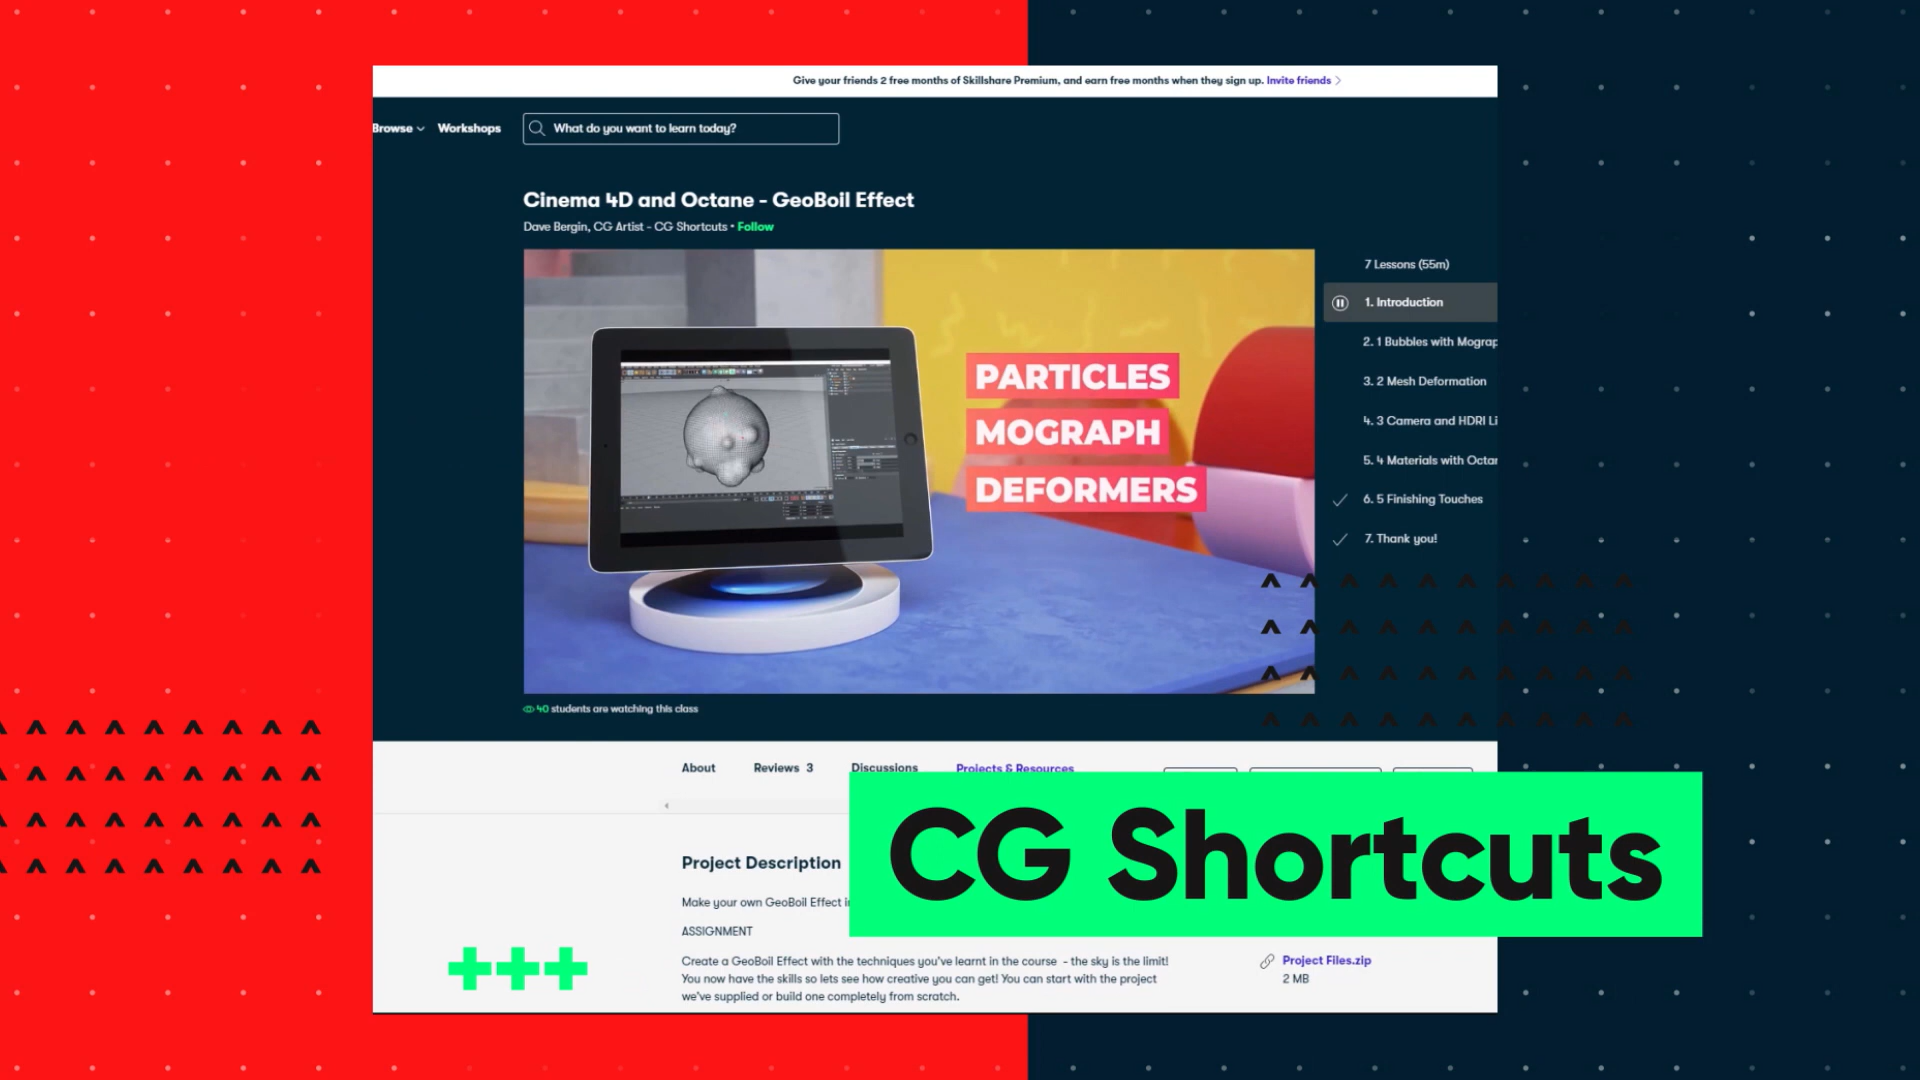 Give your friends 2 free months of Skillshare Premium, and earn free months when they sign up. Invite friends
Browse Workshops What do you want to learn today?
Cinema 4D and Octane - GeoBoil Effect
Dave Bergin, CG Artist - CG Shortcuts • Follow
7 Lessons (55m)
1. Introduction
2. 1 Bubbles with Mograp
3. 2 Mesh Deformation
4. 3 Camera and HDRI Li
5. 4 Materials with Octan
6. 5 Finishing Touches
7. Thank you!
PARTICLES
MOGRAPH
DEFORMERS
40 students are watching this class
About Reviews 3 Discussions Projects & Resources
CG Shortcuts
Project Description
Make your own GeoBoil Effect in
ASSIGNMENT
Create a GeoBoil Effect with the techniques you've learnt in the course - the sky is the limit!
You now have the skills so lets see how creative you can get! You can start with the project
we've supplied or build one completely from scratch.
Project Files.zip
2 MB